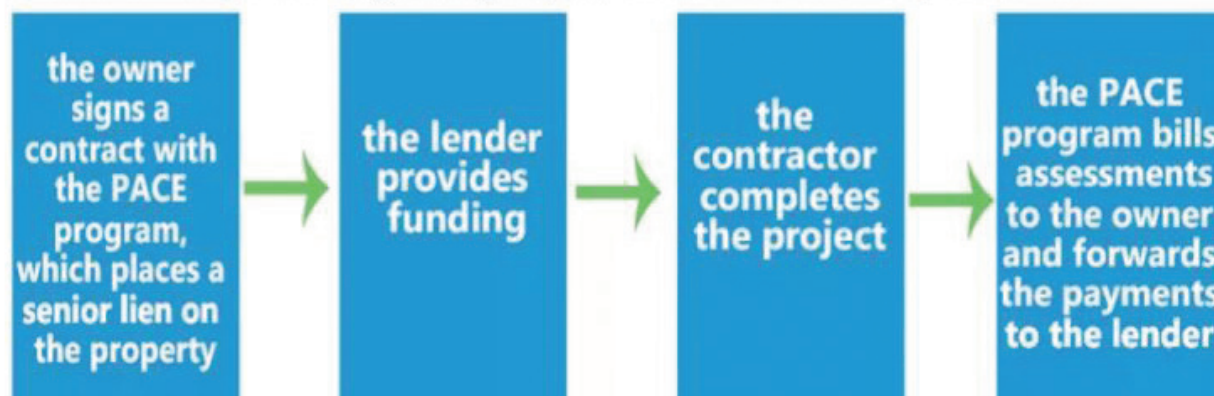 the owner
signs a
contract with
the PACE
program,
which places a
senior lien on
the property
the lender
provides
funding
the
contractor
completes
the project
the PACE
program bills
assessments
to the owner
and forwards
the payments
to the lender